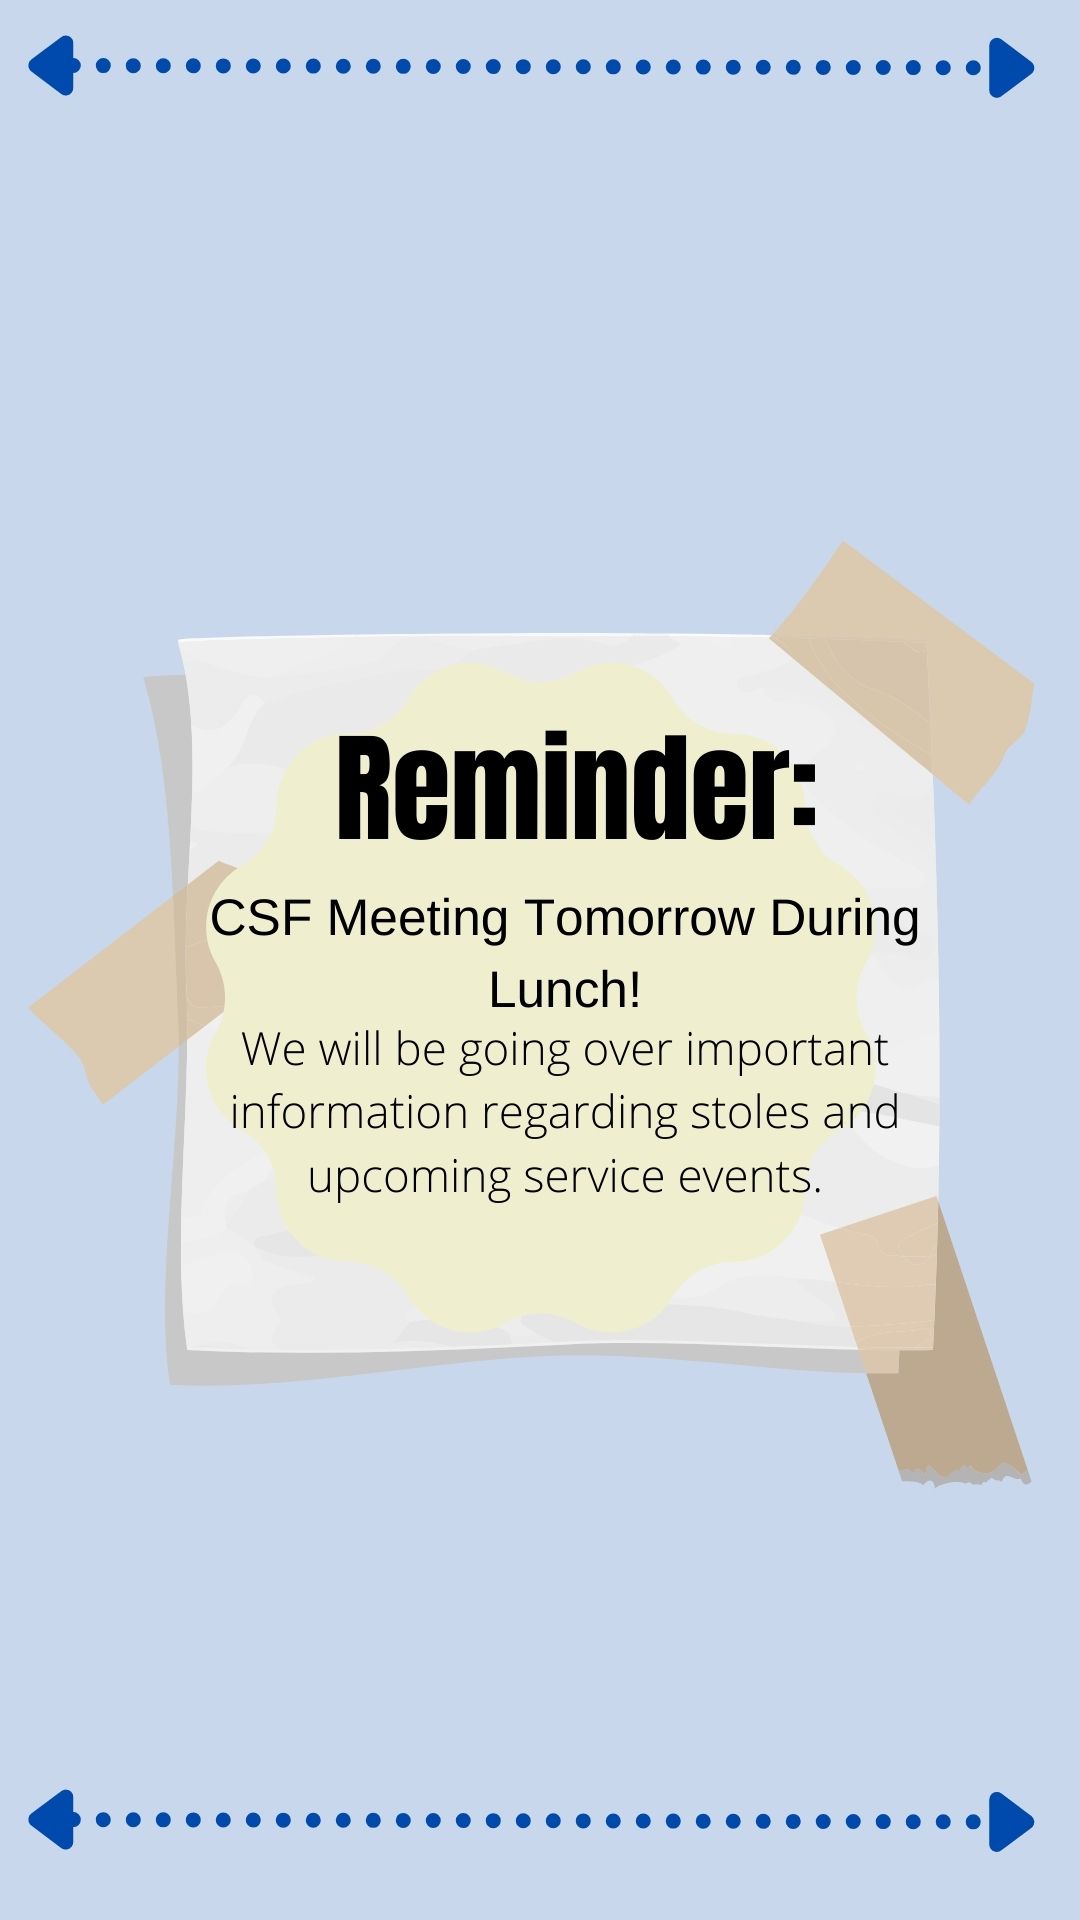 Reminder:
CSF Meeting Tomorrow During
Lunch!
We will be going over important
information regarding stoles and
upcoming service events.